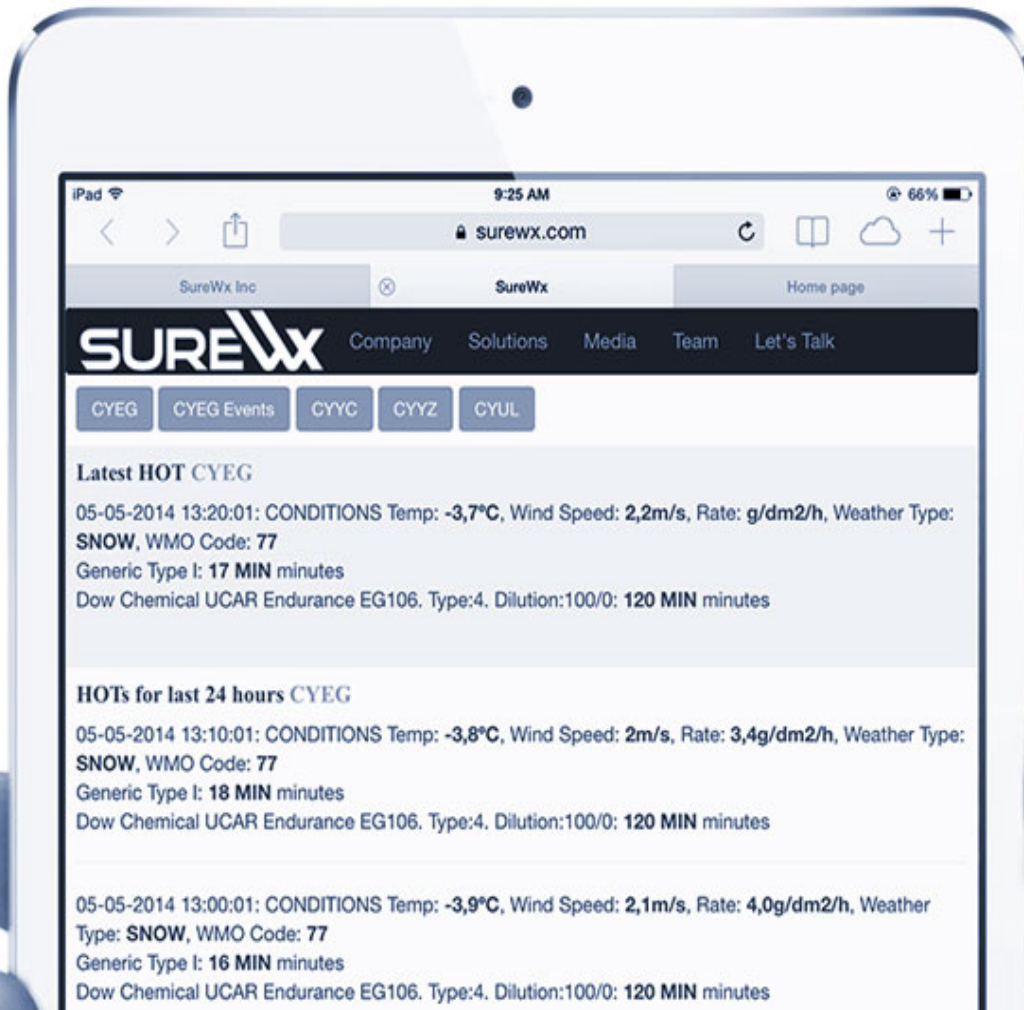 iPad 9:25 AM 66%
surewx.com
SureWx Inc SureWx Home page
SUREWX Company Solutions Media Team Let's Talk
CYEG CYEG Events CYYC CYYZ CYUL
Latest HOT CYEG
05-05-2014 13:20:01: CONDITIONS Temp: -3,7°C, Wind Speed: 2,2m/s, Rate: g/dm2/h, Weather Type:
SNOW, WMO Code: 77
Generic Type I: 17 MIN minutes
Dow Chemical UCAR Endurance EG106. Type:4. Dilution:100/0: 120 MIN minutes
HOTs for last 24 hours CYEG
05-05-2014 13:10:01: CONDITIONS Temp: -3,8°C, Wind Speed: 2m/s, Rate: 3,4g/dm2/h, Weather Type:
SNOW, WMO Code: 77
Generic Type I: 18 MIN minutes
Dow Chemical UCAR Endurance EG106. Type:4. Dilution:100/0: 120 MIN minutes
05-05-2014 13:00:01: CONDITIONS Temp: -3,9°C, Wind Speed: 2,1m/s, Rate: 4,0g/dm2/h, Weather
Type: SNOW, WMO Code: 77
Generic Type I: 16 MIN minutes
Dow Chemical UCAR Endurance EG106. Type:4. Dilution:100/0: 120 MIN minutes